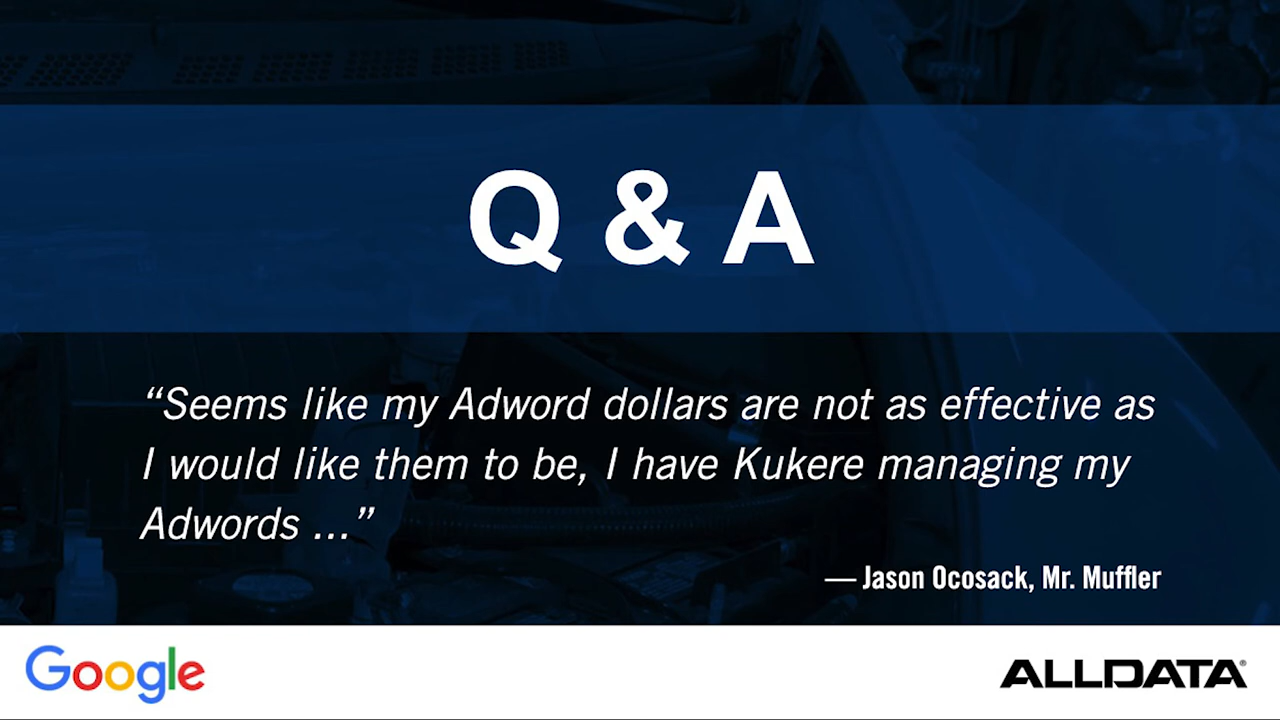 Q & A
“Seems like my Adword dollars are not as effective as
I would like them to be, I have Kukere managing my
Adwords ...”
— Jason Ocosack, Mr. Muffler
Google
ALLDATA®